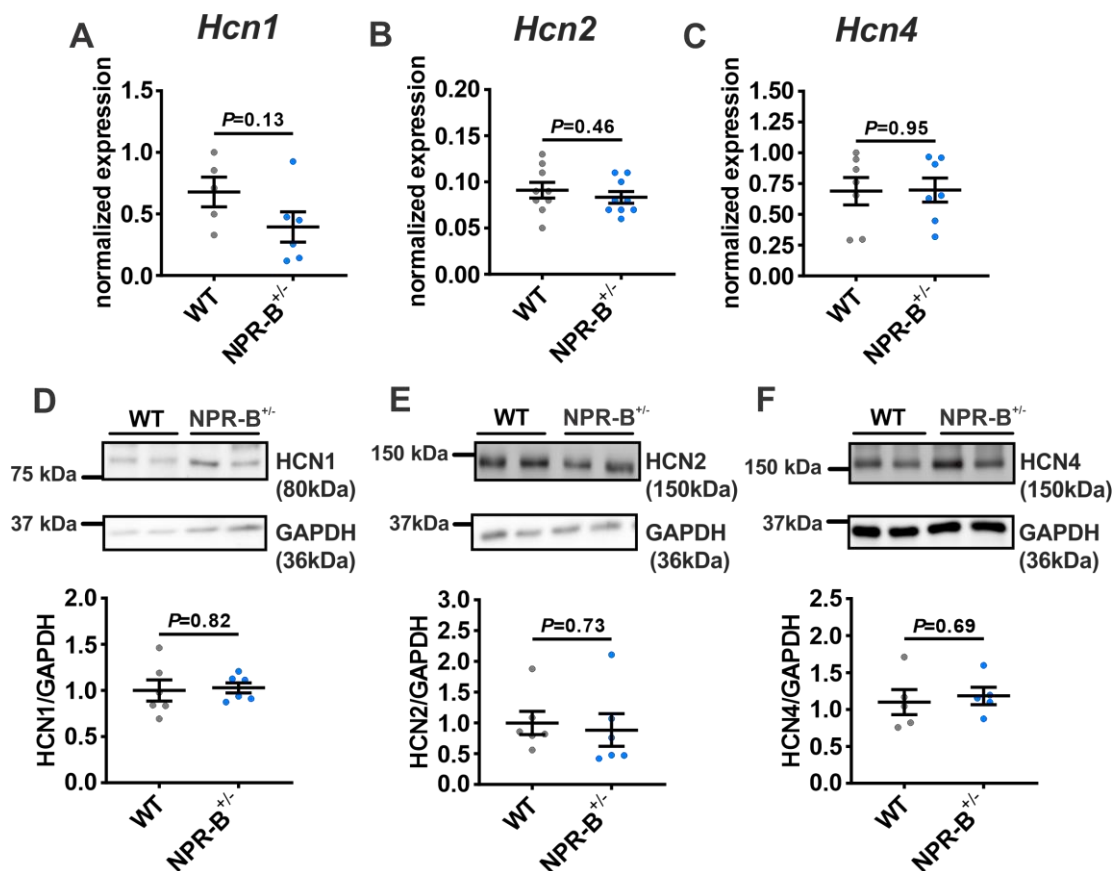 A
Hcn1
normalized expression
1.5
1.0
0.5
0.0
P=0.13
WT
NPR-B+/-
B
Hcn2
normalized expression
0.20
0.15
0.10
0.05
0.00
P=0.46
WT
NPR-B+/-
C
Hcn4
normalized expression
1.50
1.25
1.00
0.75
0.50
0.25
0.00
P=0.95
WT
NPR-B+/-
D
WT NPR-B+/-
75 kDa
HCN1
(80kDa)
37 kDa
GAPDH
(36kDa)
HCN1/GAPDH
2.0
1.5
1.0
0.5
0.0
P=0.82
WT
NPR-B+/-
E
WT NPR-B+/-
150 kDa
HCN2
(150kDa)
37kDa
GAPDH
(36kDa)
HCN2/GAPDH
3.0
2.5
2.0
1.5
1.0
0.5
0.0
P=0.73
WT
NPR-B+/-
F
WT NPR-B+/-
150 kDa
HCN4
(150kDa)
37kDa
GAPDH
(36kDa)
HCN4/GAPDH
2.5
2.0
1.5
1.0
0.5
0.0
P=0.69
WT
NPR-B+/-